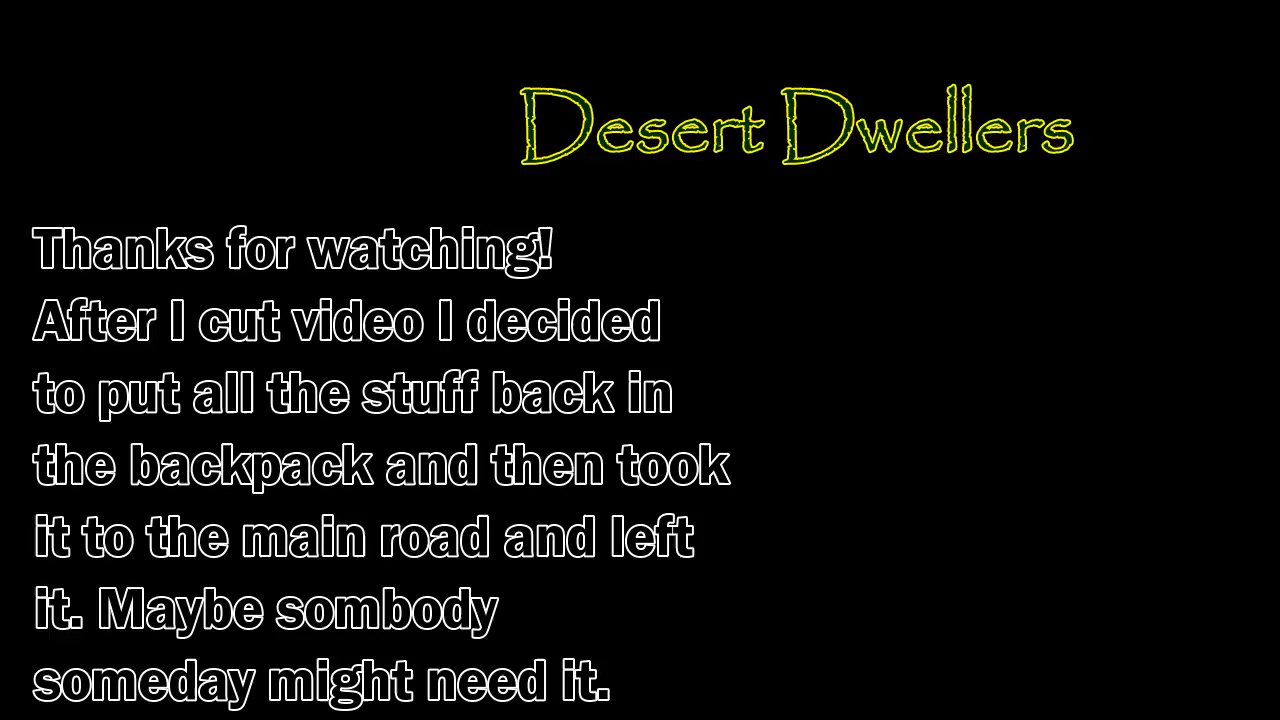 Desert Dwellers
Thanks for watching!
After I cut video I decided
to put all the stuff back in
the backpack and then took
it to the main road and left
it. Maybe sombody
someday might need it.